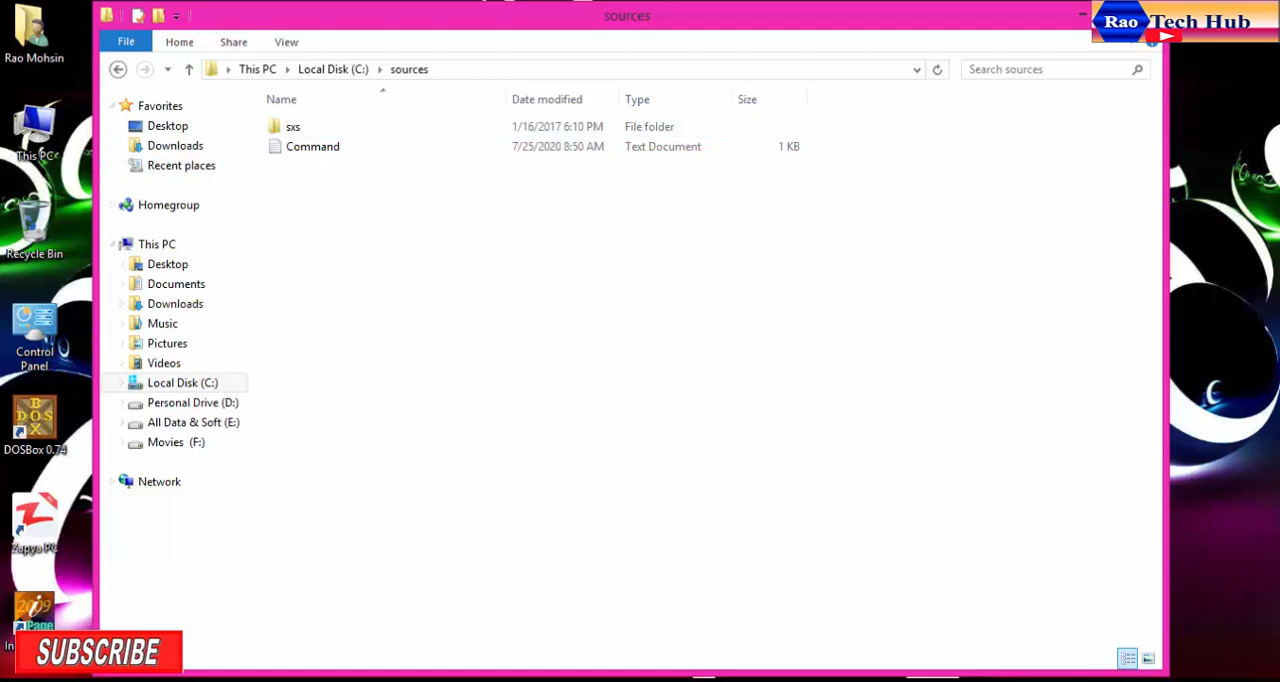 sources
Rao Tech Hub
Rao Mohsin
File Home Share View
This PC Local Disk (C:) sources
Search sources
Name Date modified Type Size
Favorites
sxs 1/16/2017 6:10 PM File folder
Desktop
Command 7/25/2020 8:50 AM Text Document 1 KB
Downloads
This PC
Recent places
Homegroup
This PC
Recycle Bin
Desktop
Documents
Downloads
Music
Pictures
Control
Panel
Videos
Local Disk (C:)
Personal Drive (D:)
All Data & Soft (E:)
Movies (F:)
DOSBox 0.74
Network
Zapya PC
SUBSCRIBE